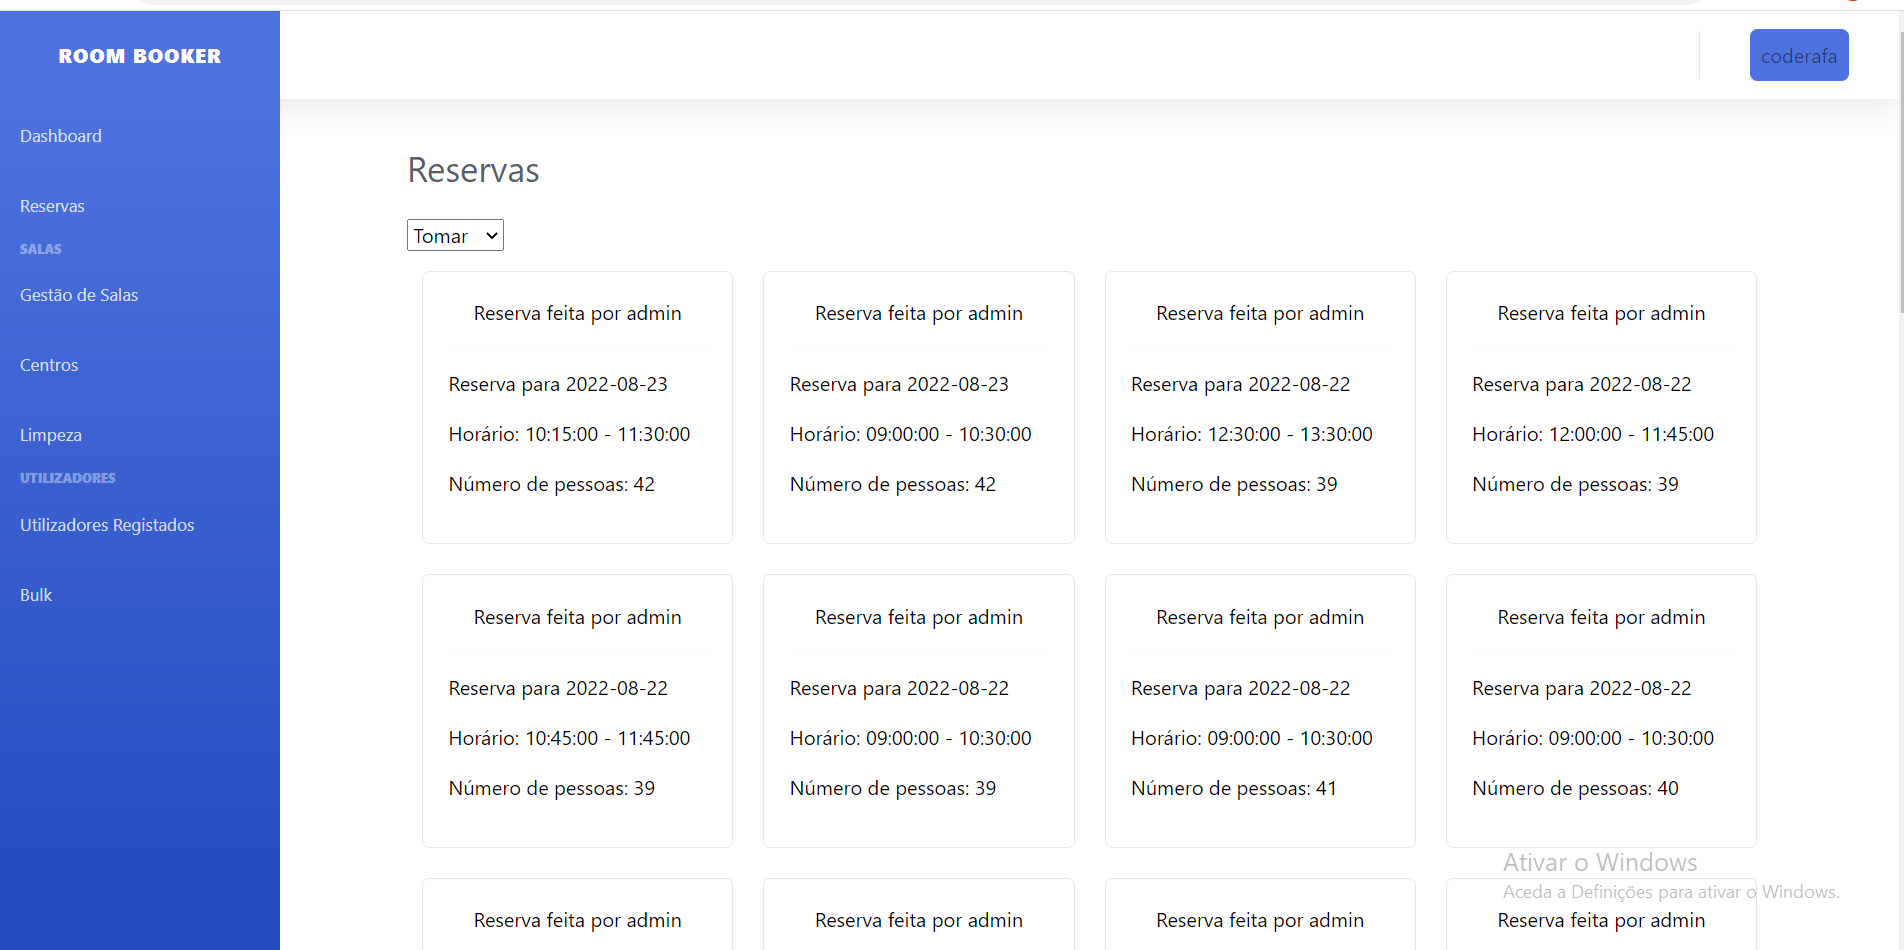 ROOM BOOKER
coderafa
Dashboard
Reservas
SALAS
Gestão de Salas
Centros
Limpeza
UTILIZADORES
Utilizadores Registados
Bulk
Reservas
Tomar
Reserva feita por admin
Reserva para 2022-08-23
Horário: 10:15:00 - 11:30:00
Número de pessoas: 42
Reserva feita por admin
Reserva para 2022-08-23
Horário: 09:00:00 - 10:30:00
Número de pessoas: 42
Reserva feita por admin
Reserva para 2022-08-22
Horário: 12:30:00 - 13:30:00
Número de pessoas: 39
Reserva feita por admin
Reserva para 2022-08-22
Horário: 12:00:00 - 11:45:00
Número de pessoas: 39
Reserva feita por admin
Reserva para 2022-08-22
Horário: 10:45:00 - 11:45:00
Número de pessoas: 39
Reserva feita por admin
Reserva para 2022-08-22
Horário: 09:00:00 - 10:30:00
Número de pessoas: 39
Reserva feita por admin
Reserva para 2022-08-22
Horário: 09:00:00 - 10:30:00
Número de pessoas: 41
Reserva feita por admin
Reserva para 2022-08-22
Horário: 09:00:00 - 10:30:00
Número de pessoas: 40
Reserva feita por admin
Reserva feita por admin
Reserva feita por admin
Reserva feita por admin
Ativar o Windows
Aceda a Definições para ativar o Windows.